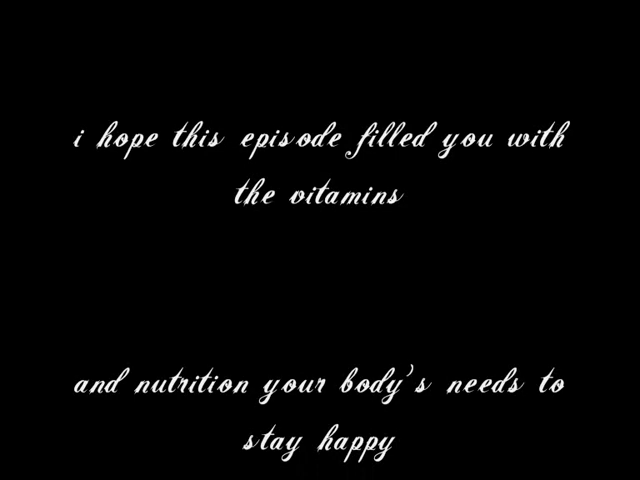 i hope this episode filled you with
the vitamins
and nutrition your body's needs to
stay happy